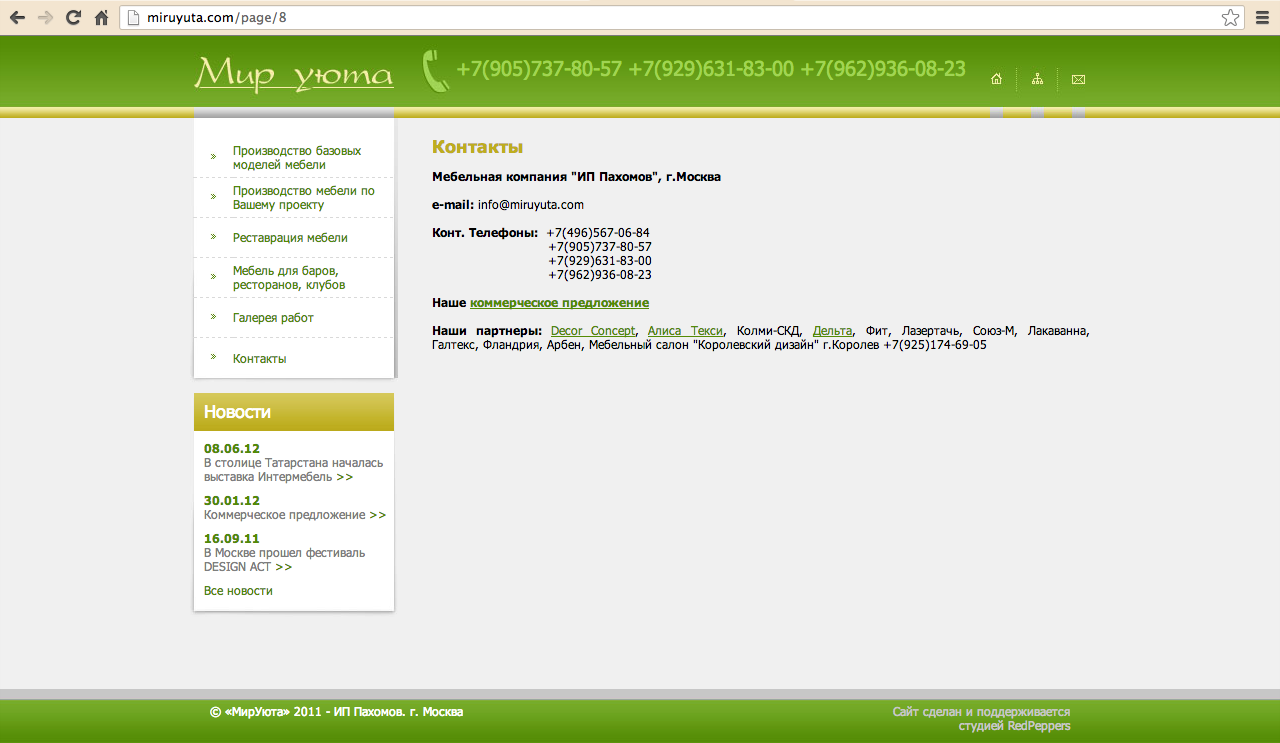 miruyuta.com/page/8
Мир уюта
+7(905)737-80-57 +7(929)631-83-00 +7(962)936-08-23
Производство базовых
моделей мебели
Производство мебели по
Вашему проекту
Реставрация мебели
Мебель для баров,
ресторанов, клубов
Галерея работ
Контакты
Новости
08.06.12
В столице Татарстана началась
выставка Интермебель >>
30.01.12
Коммерческое предложение >>
16.09.11
В Москве прошел фестиваль
DESIGN ACT >>
Все новости
Контакты
Мебельная компания "ИП Пахомов", г.Москва
e-mail: info@miruyuta.com
Конт. Телефоны: +7(496)567-06-84
+7(905)737-80-57
+7(929)631-83-00
+7(962)936-08-23
Наше коммерческое предложение
Наши партнеры: Decor Concept, Алиса Текси, Колми-СКД, Дельта, Фит, Лазертачь, Союз-М, Лакаванна,
Галтекс, Фландрия, Арбен, Мебельный салон "Королевский дизайн" г.Королев +7(925)174-69-05
© «МирУюта» 2011 - ИП Пахомов. г. Москва
Сайт сделан и поддерживается
студией RedPeppers